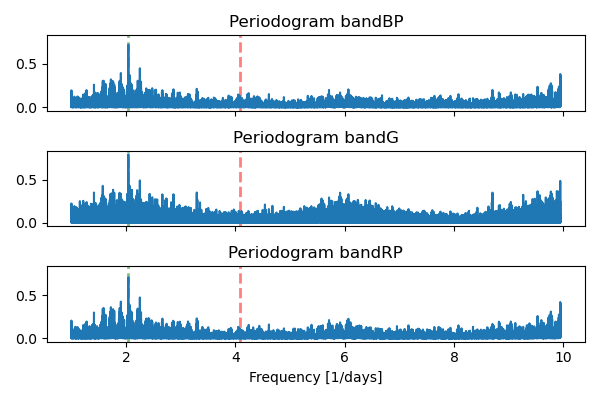 Periodogram bandBP
0.5
0.0
Periodogram bandG
0.5
0.0
Periodogram bandRP
0.5
0.0
2 4 6 8 10
Frequency [1/days]